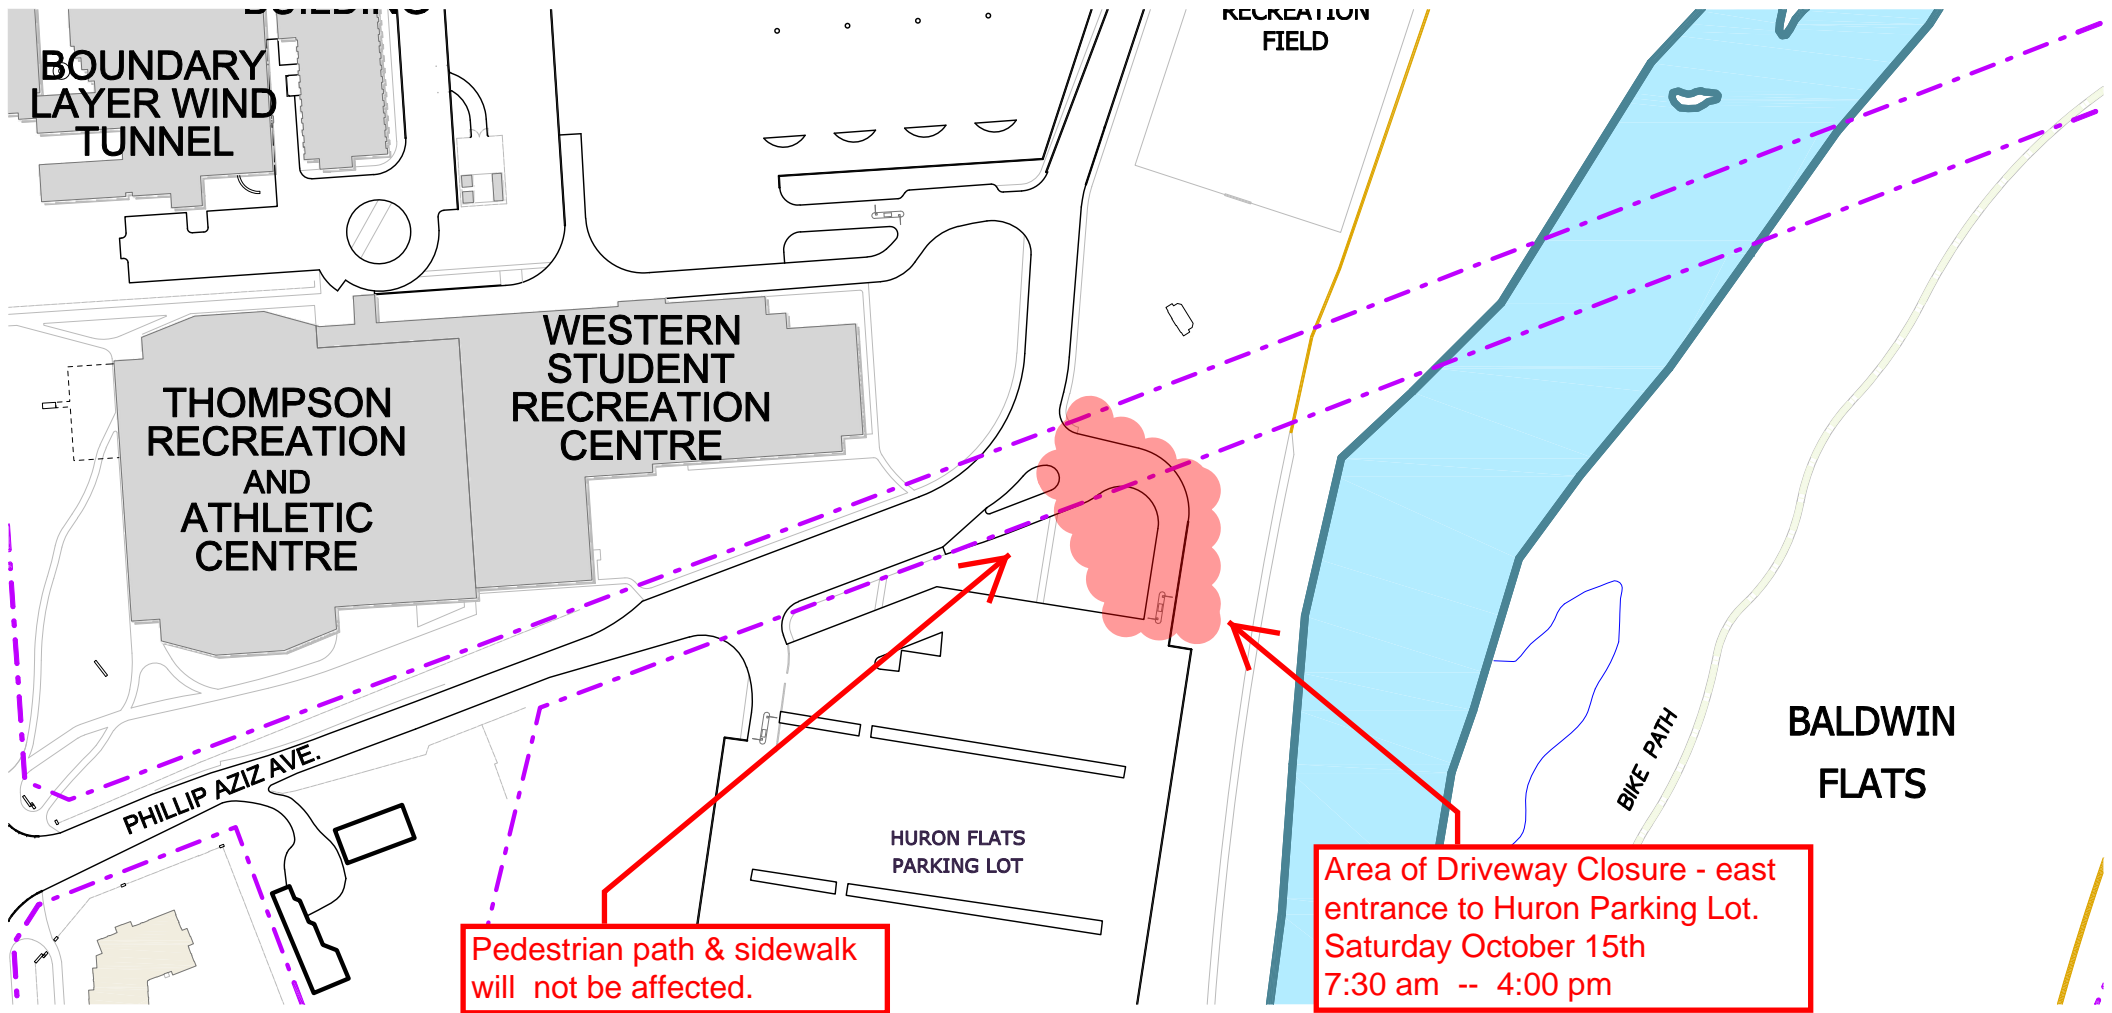 BUILDING
BOUNDARY
LAYER WIND
TUNNEL
RECREATION
FIELD
WESTERN
STUDENT
RECREATION
CENTRE
THOMPSON
RECREATION
AND
ATHLETIC
CENTRE
PHILLIP AZIZ AVE.
HURON FLATS
PARKING LOT
BIKE PATH
BALDWIN
FLATS
Pedestrian path & sidewalk
will not be affected.
Area of Driveway Closure - east
entrance to Huron Parking Lot.
Saturday October 15th
7:30 am -- 4:00 pm